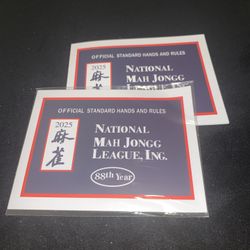 OFFICIAL STANDARD HANDS AND RULES
2025
麻
雀
NATIONAL
MAH JONGG
LEAGUE, INC.
OFFICIAL STANDARD HANDS AND RULES
2025
麻
雀
NATIONAL
MAH JONGG
LEAGUE, INC.
88th Year